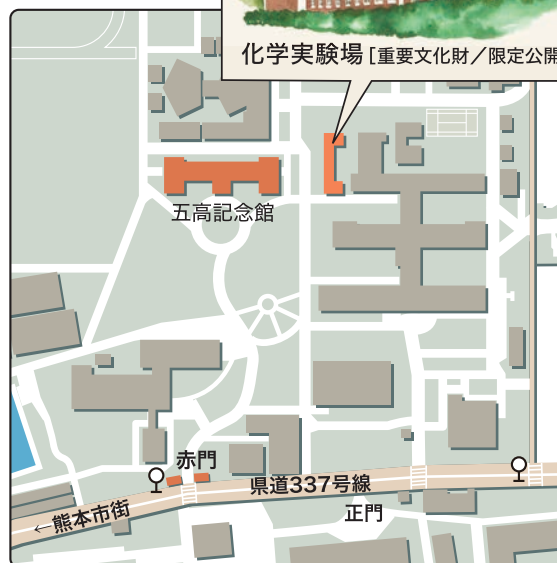 化学実験場［重要文化財／限定公開
五高記念館
赤門
県道337号線
←熊本市街
正門